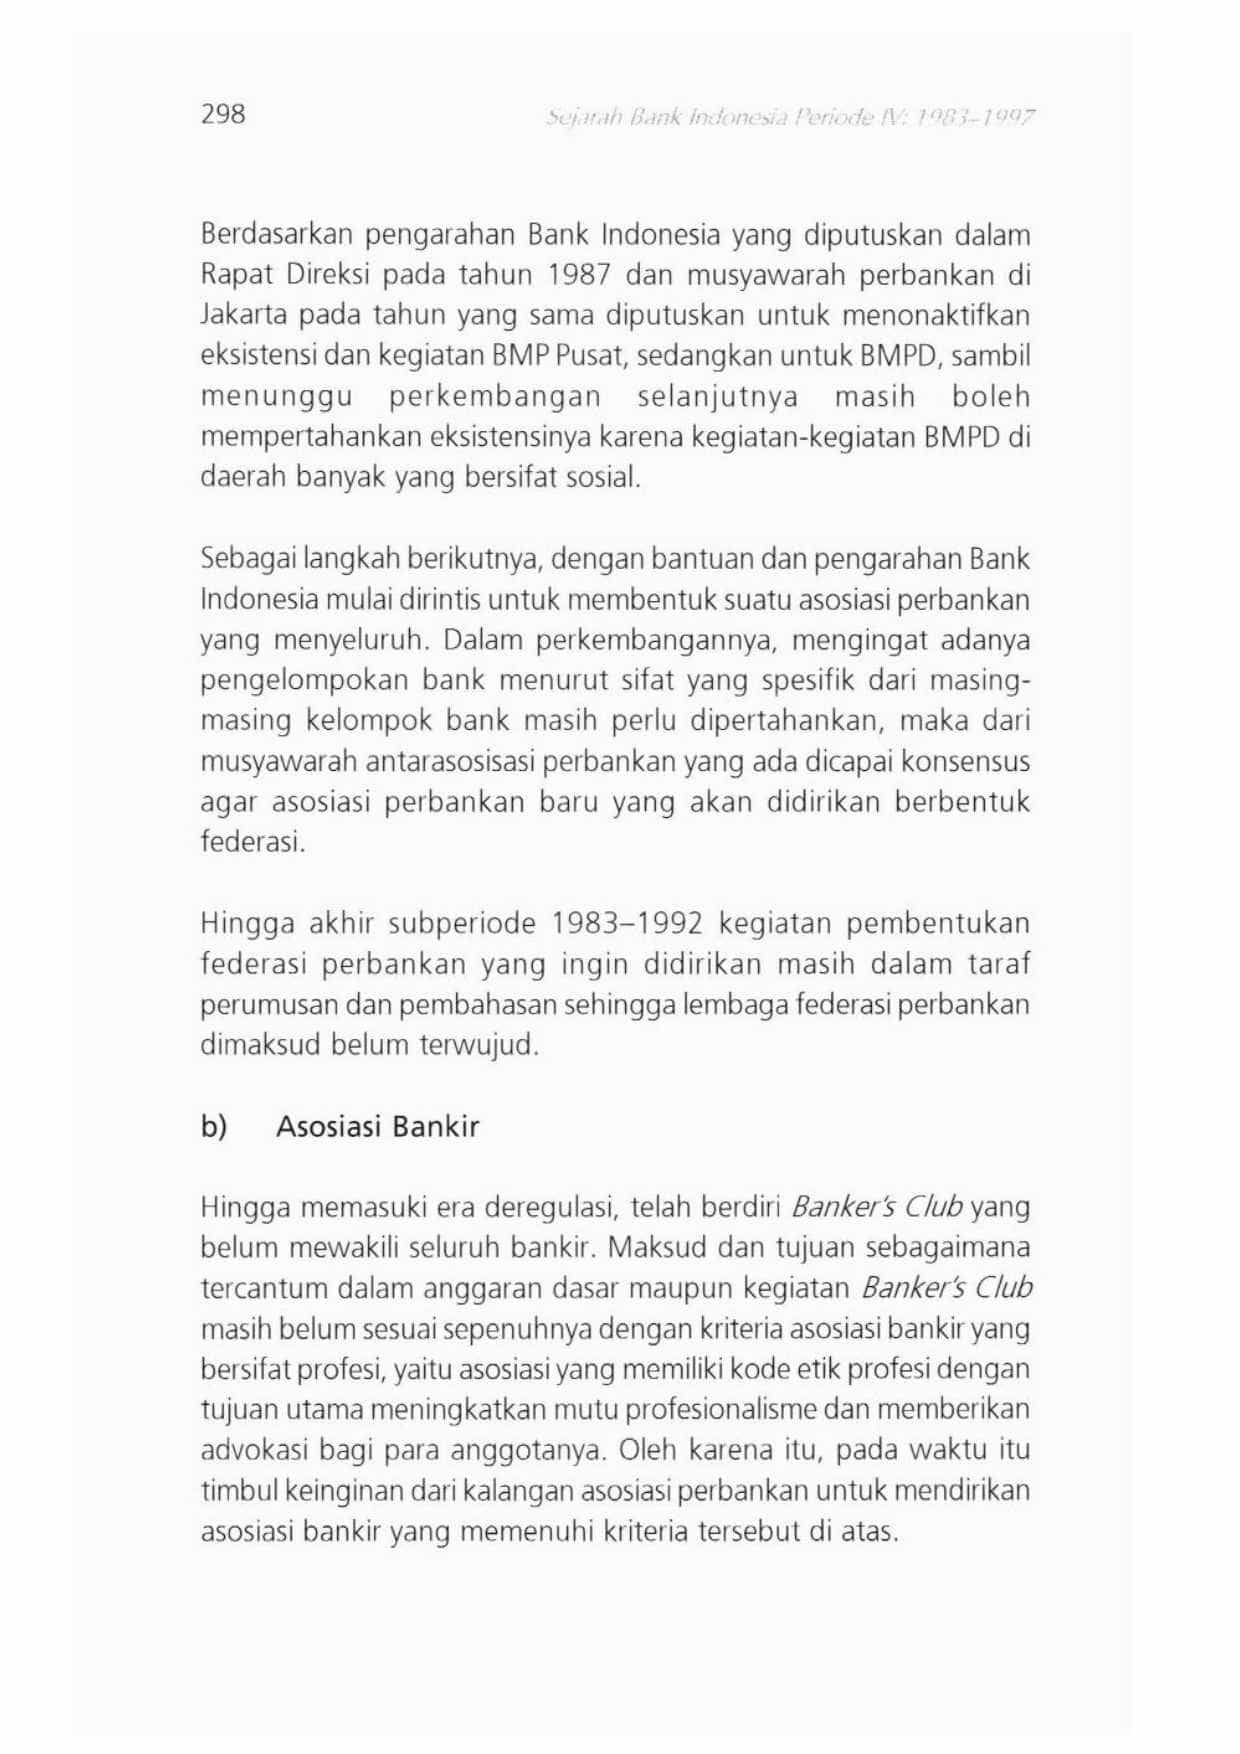 298
Sejarah Bank Indonesia Periode IV: 1983–1997
Berdasarkan pengarahan Bank Indonesia yang diputuskan dalam
Rapat Direksi pada tahun 1987 dan musyawarah perbankan di
Jakarta pada tahun yang sama diputuskan untuk menonaktifkan
eksistensi dan kegiatan BMP Pusat, sedangkan untuk BMPD, sambil
menunggu perkembangan selanjutnya masih boleh
mempertahankan eksistensinya karena kegiatan-kegiatan BMPD di
daerah banyak yang bersifat sosial.
Sebagai langkah berikutnya, dengan bantuan dan pengarahan Bank
Indonesia mulai dirintis untuk membentuk suatu asosiasi perbankan
yang menyeluruh. Dalam perkembangannya, mengingat adanya
pengelompokan bank menurut sifat yang spesifik dari masing-
masing kelompok bank masih perlu dipertahankan, maka dari
musyawarah antarasosisasi perbankan yang ada dicapai konsensus
agar asosiasi perbankan baru yang akan didirikan berbentuk
federasi.
Hingga akhir subperiode 1983–1992 kegiatan pembentukan
federasi perbankan yang ingin didirikan masih dalam taraf
perumusan dan pembahasan sehingga lembaga federasi perbankan
dimaksud belum terwujud.
b) Asosiasi Bankir
Hingga memasuki era deregulasi, telah berdiri Banker's Club yang
belum mewakili seluruh bankir. Maksud dan tujuan sebagaimana
tercantum dalam anggaran dasar maupun kegiatan Banker's Club
masih belum sesuai sepenuhnya dengan kriteria asosiasi bankir yang
bersifat profesi, yaitu asosiasi yang memiliki kode etik profesi dengan
tujuan utama meningkatkan mutu profesionalisme dan memberikan
advokasi bagi para anggotanya. Oleh karena itu, pada waktu itu
timbul keinginan dari kalangan asosiasi perbankan untuk mendirikan
asosiasi bankir yang memenuhi kriteria tersebut di atas.